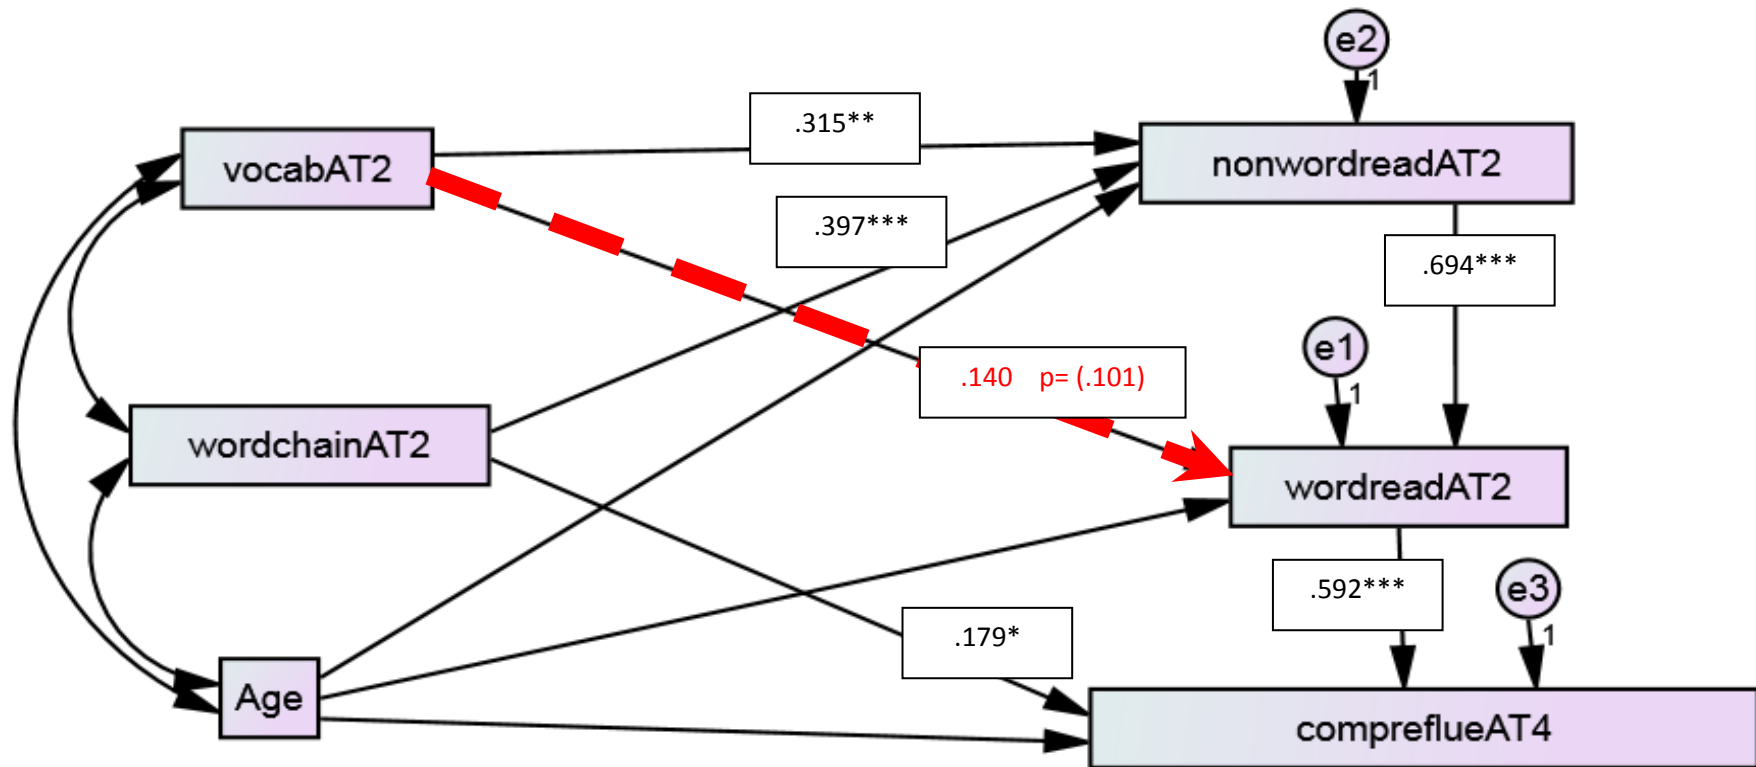 e2
1
.315**
vocabAT2
nonwordreadAT2
.397***
.694***
e1
1
.140 p= (.101)
wordchainAT2
wordreadAT2
.592***
e3
1
.179*
Age
compreflueAT4